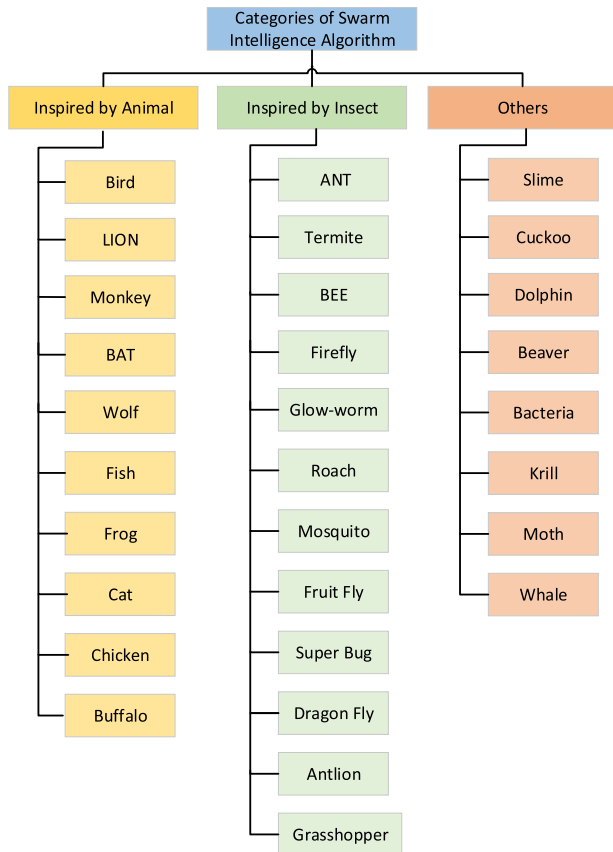 Categories of Swarm
Intelligence Algorithm
Inspired by Animal
Inspired by Insect
Others
Bird
LION
Monkey
BAT
Wolf
Fish
Frog
Cat
Chicken
Buffalo
ANT
Termite
BEE
Firefly
Glow-worm
Roach
Mosquito
Fruit Fly
Super Bug
Dragon Fly
Antlion
Grasshopper
Slime
Cuckoo
Dolphin
Beaver
Bacteria
Krill
Moth
Whale